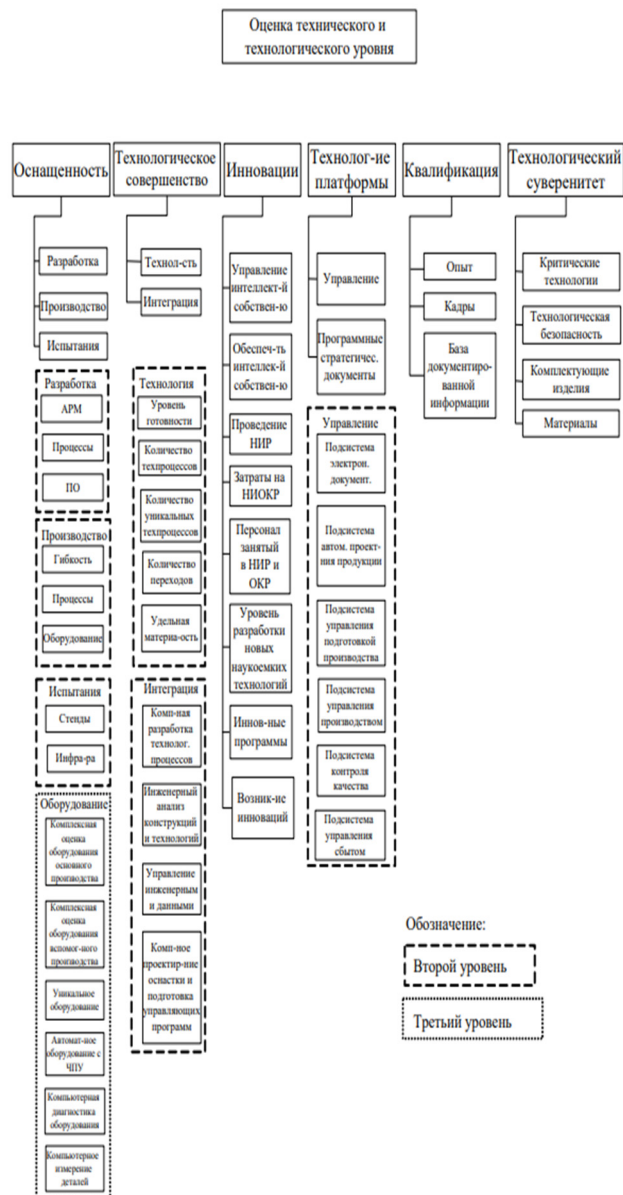 Оценка технического и
технологического уровня
Оснащенность
Технологическое
совершенство
Инновации
Технолог-ие
платформы
Квалификация
Технологический
суверенитет
Разработка
Производство
Испытания
Разработка
АРМ
Процессы
ПО
Производство
Гибкость
Процессы
Оборудование
Испытания
Стенды
Инфра-ра
Оборудование
Комплексная
оценка
оборудования
основного
производства
Комплексная
оценка
оборудования
вспомог-ного
производства
Уникальное
оборудование
Автомат-ное
оборудование с
ЧПУ
Компьютерная
диагностика
оборудования
Компьютерное
измерение
деталей
Технол-сть
Интеграция
Технология
Уровень
готовности
Количество
техпроцессов
Количество
уникальных
техпроцессов
Количество
переходов
Удельная
материа-ость
Интеграция
Комп-ная
разработка
технолог.
процессов
Инженерный
анализ
конструкций
и технологий
Управление
инженерным
и данными
Комп-ное
проектир-ние
оснастки и
подготовка
управляющих
программ
Управление
интеллект-й
собствен-ю
Обеспеч-ть
интеллек-й
собствен-ю
Проведение
НИР
Затраты на
НИОКР
Персонал
занятый
в НИР и
ОКР
Уровень
разработки
новых
наукоемких
технологий
Иннов-ные
программы
Возник-ие
инноваций
Управление
Программные
стратегичес.
документы
Управление
Подсистема
электрон.
документ.
Подсистема
автом. проект-
ния продукции
Подсистема
управления
подготовкой
производства
Подсистема
управления
производством
Подсистема
контроля
качества
Подсистема
управления
сбытом
Опыт
Кадры
База
документиро-
ванной
информации
Критические
технологии
Технологическая
безопасность
Комплектующие
изделия
Материалы
Обозначение:
Второй уровень
Третьий уровень